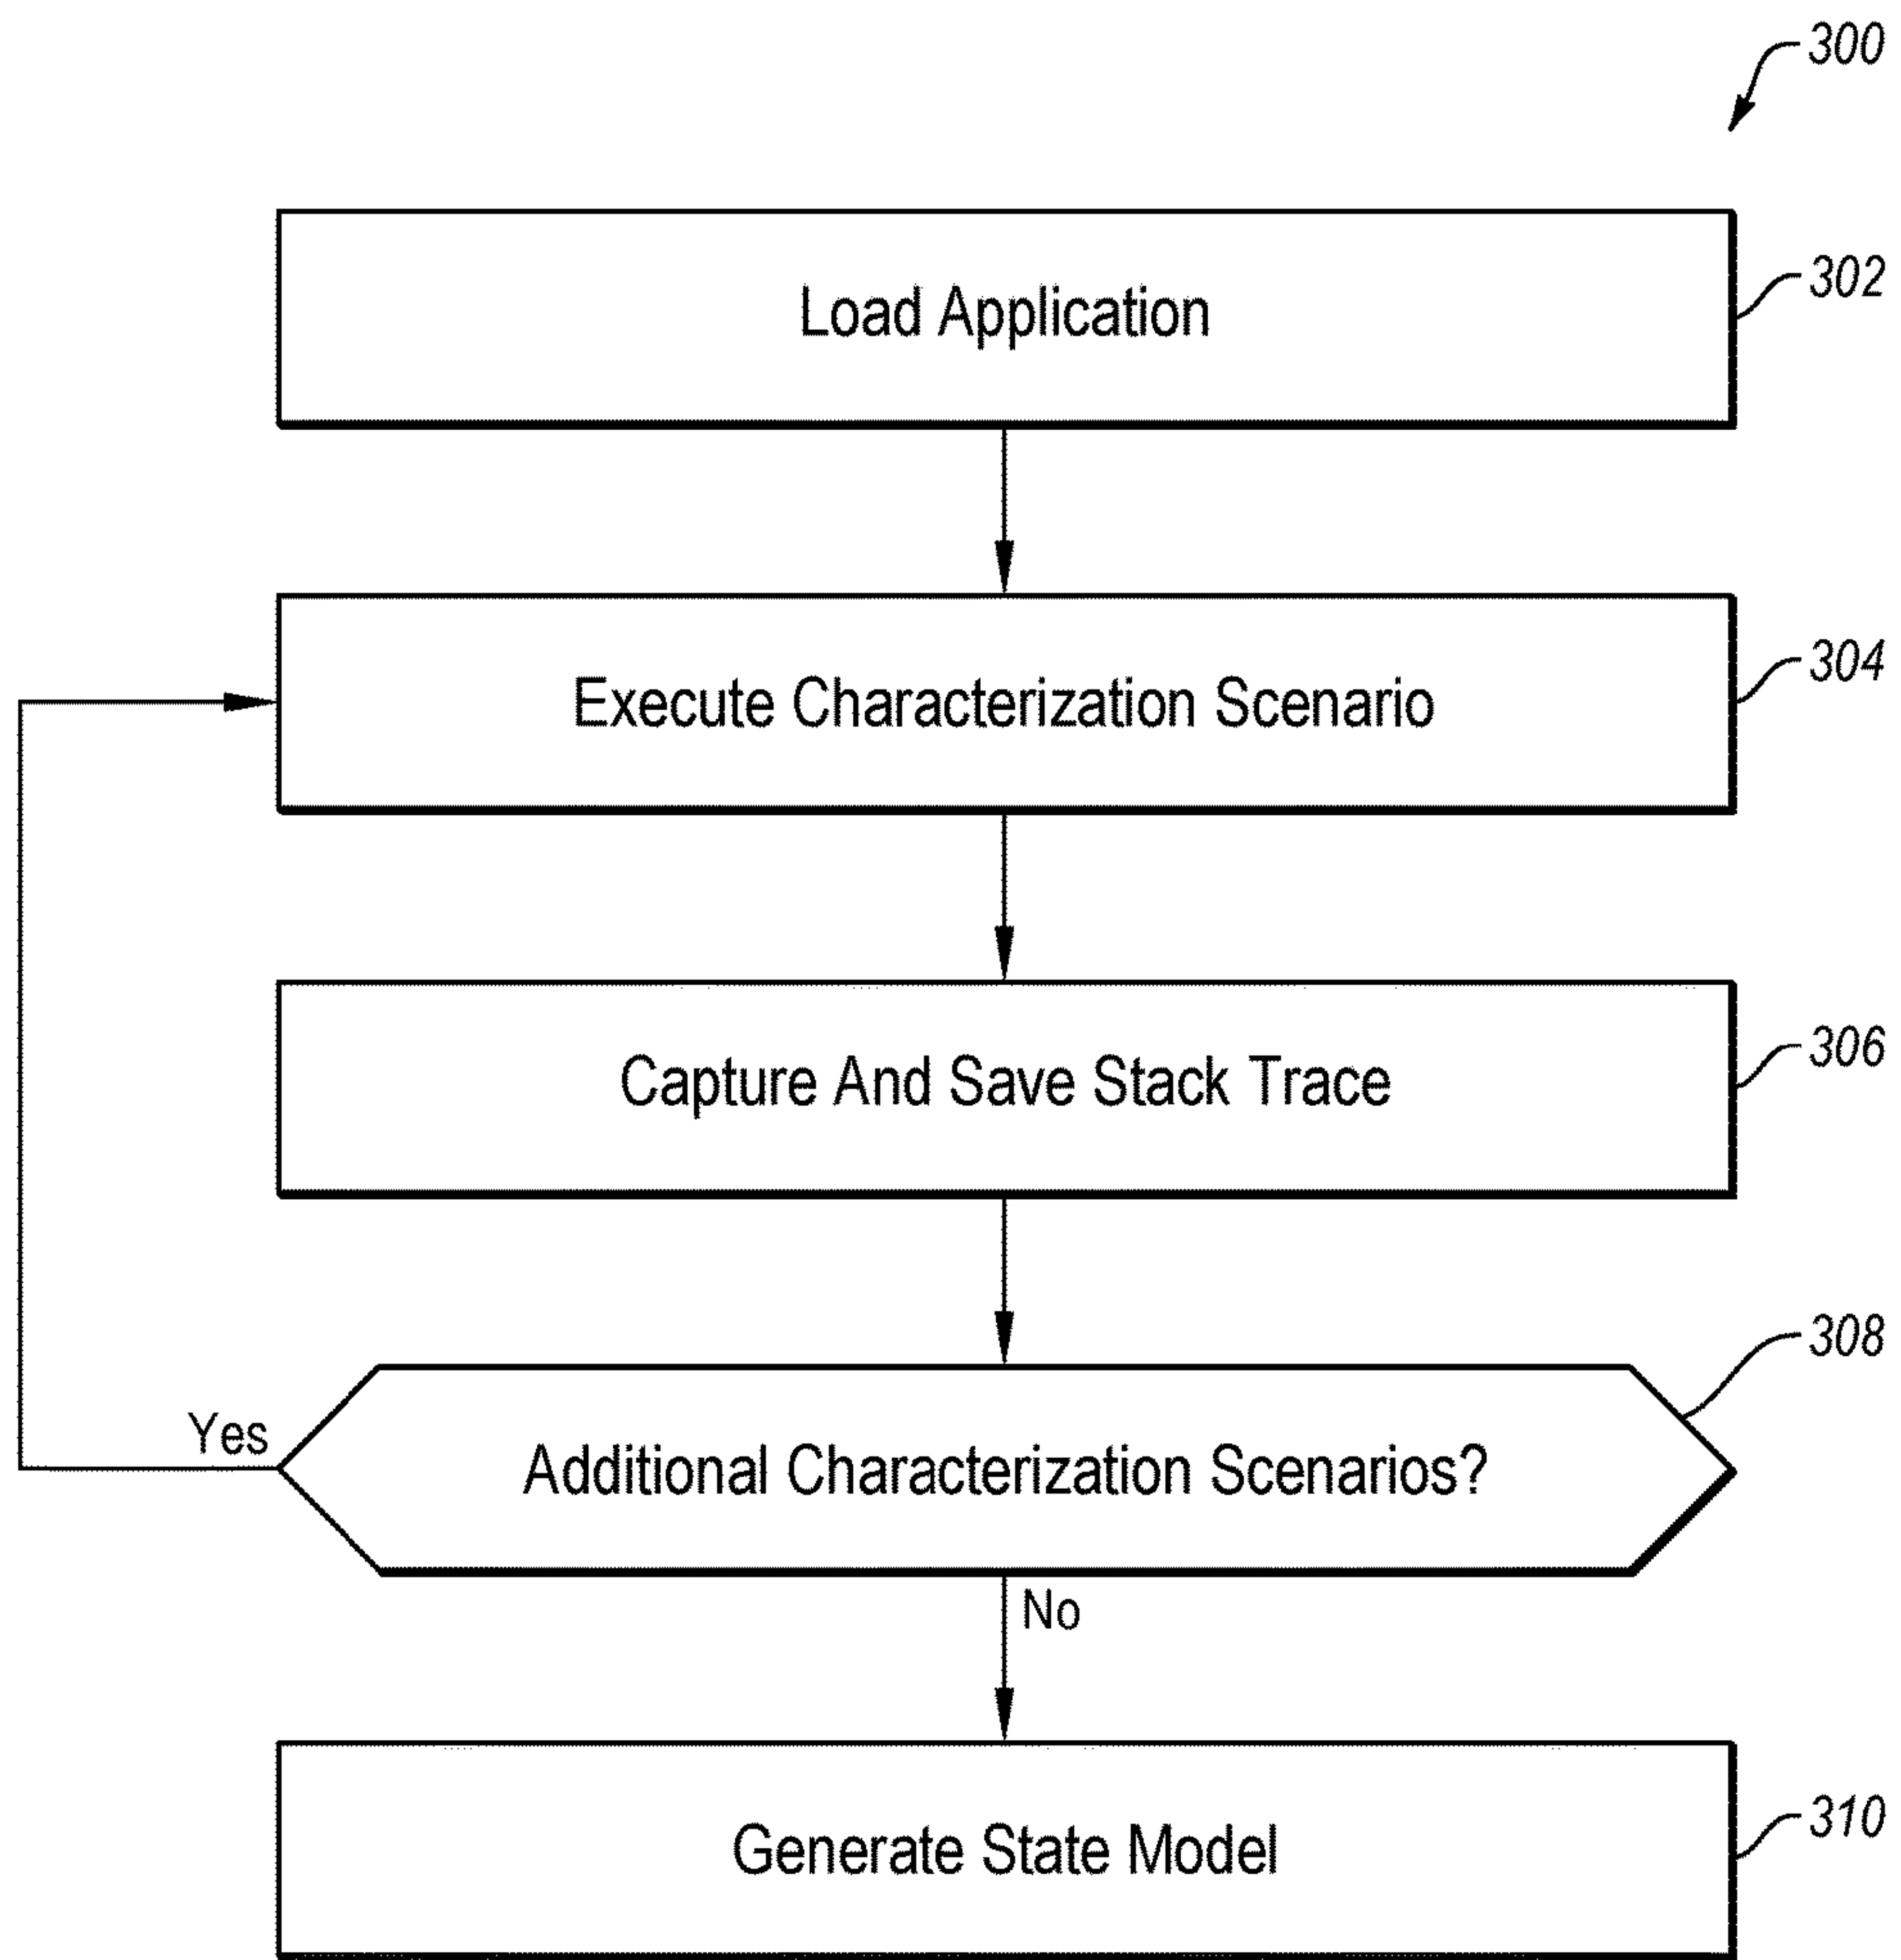 300
Load Application
302
Execute Characterization Scenario
304
Capture And Save Stack Trace
306
308
Yes
Additional Characterization Scenarios?
No
Generate State Model
310